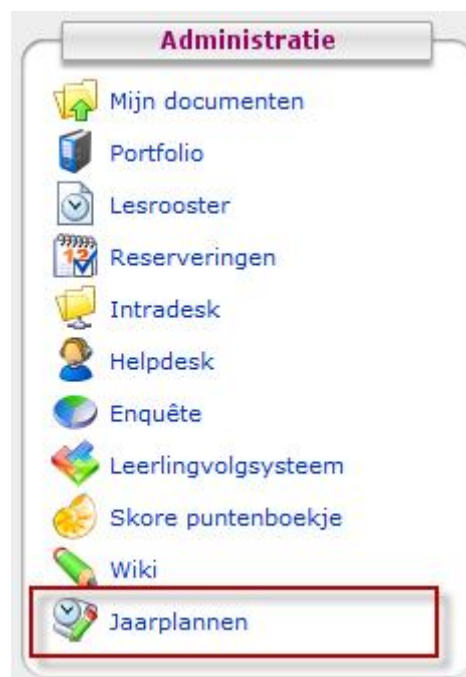 Administratie
Mijn documenten
Portfolio
Lesrooster
Reserveringen
Intradesk
Helpdesk
Enquête
Leerlingvolgsysteem
Skore puntenboekje
Wiki
Jaarplannen